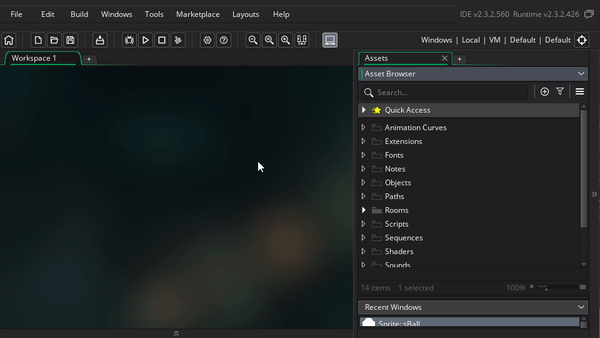 File Edit Build Windows Tools Marketplace Layouts Help IDE v2.3.2.560 Runtime v2.3.2.426
Windows | Local | VM | Default | Default
Workspace 1
Assets
Asset Browser
Search...
Quick Access
Animation Curves
Extensions
Fonts
Notes
Objects
Paths
Rooms
Scripts
Sequences
Shaders
Sounds
14 items 1 selected 100%
Recent Windows
Sprite: sBall